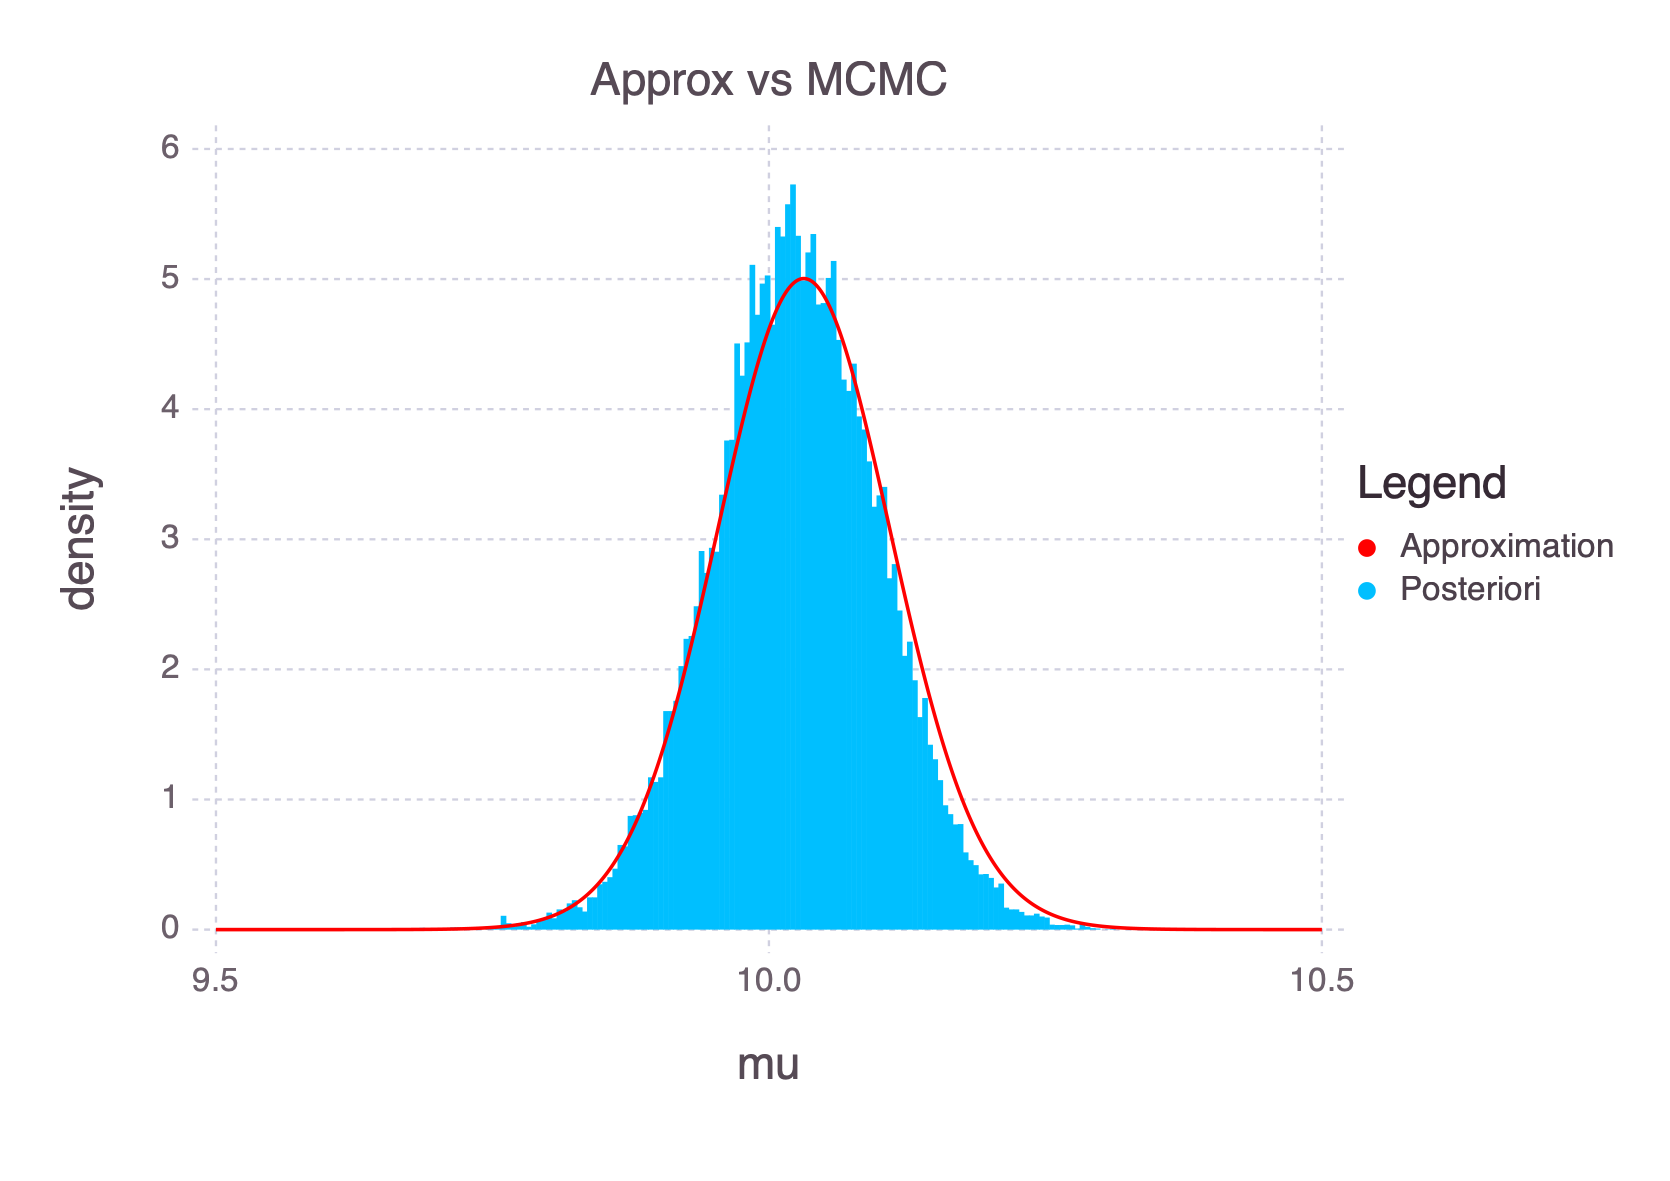 Approx vs MCMC
6
5
4
3
2
1
0
density
9.5
10.0
10.5
mu
Legend
Approximation
Posteriori